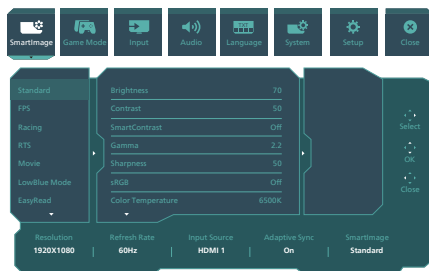 TXT
SmartImage Game Mode Input Audio Language System Setup Close
Standard
FPS
Racing
RTS
Movie
LowBlue Mode
EasyRead
Brightness 70
Contrast 50
SmartContrast Off
Gamma 2.2
Sharpness 50
sRGB Off
Color Temperature 6500K
Select
OK
Close
Resolution Refresh Rate Input Source Adaptive Sync SmartImage
1920X1080 | 60Hz | HDMI 1 | On | Standard